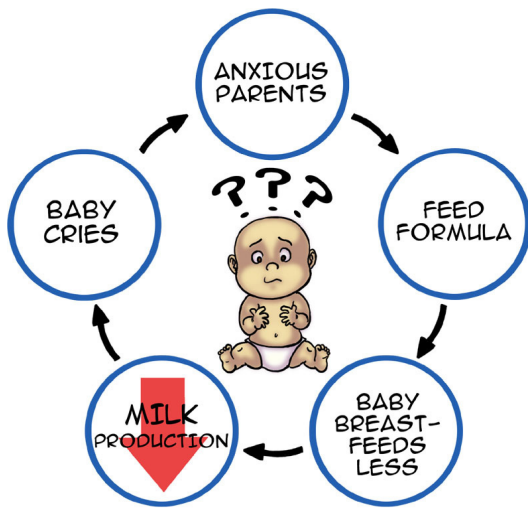 ANXIOUS
PARENTS
? ? ?
BABY
CRIES
FEED
FORMULA
MILK
PRODUCTION
BABY
BREAST-
FEEDS
LESS